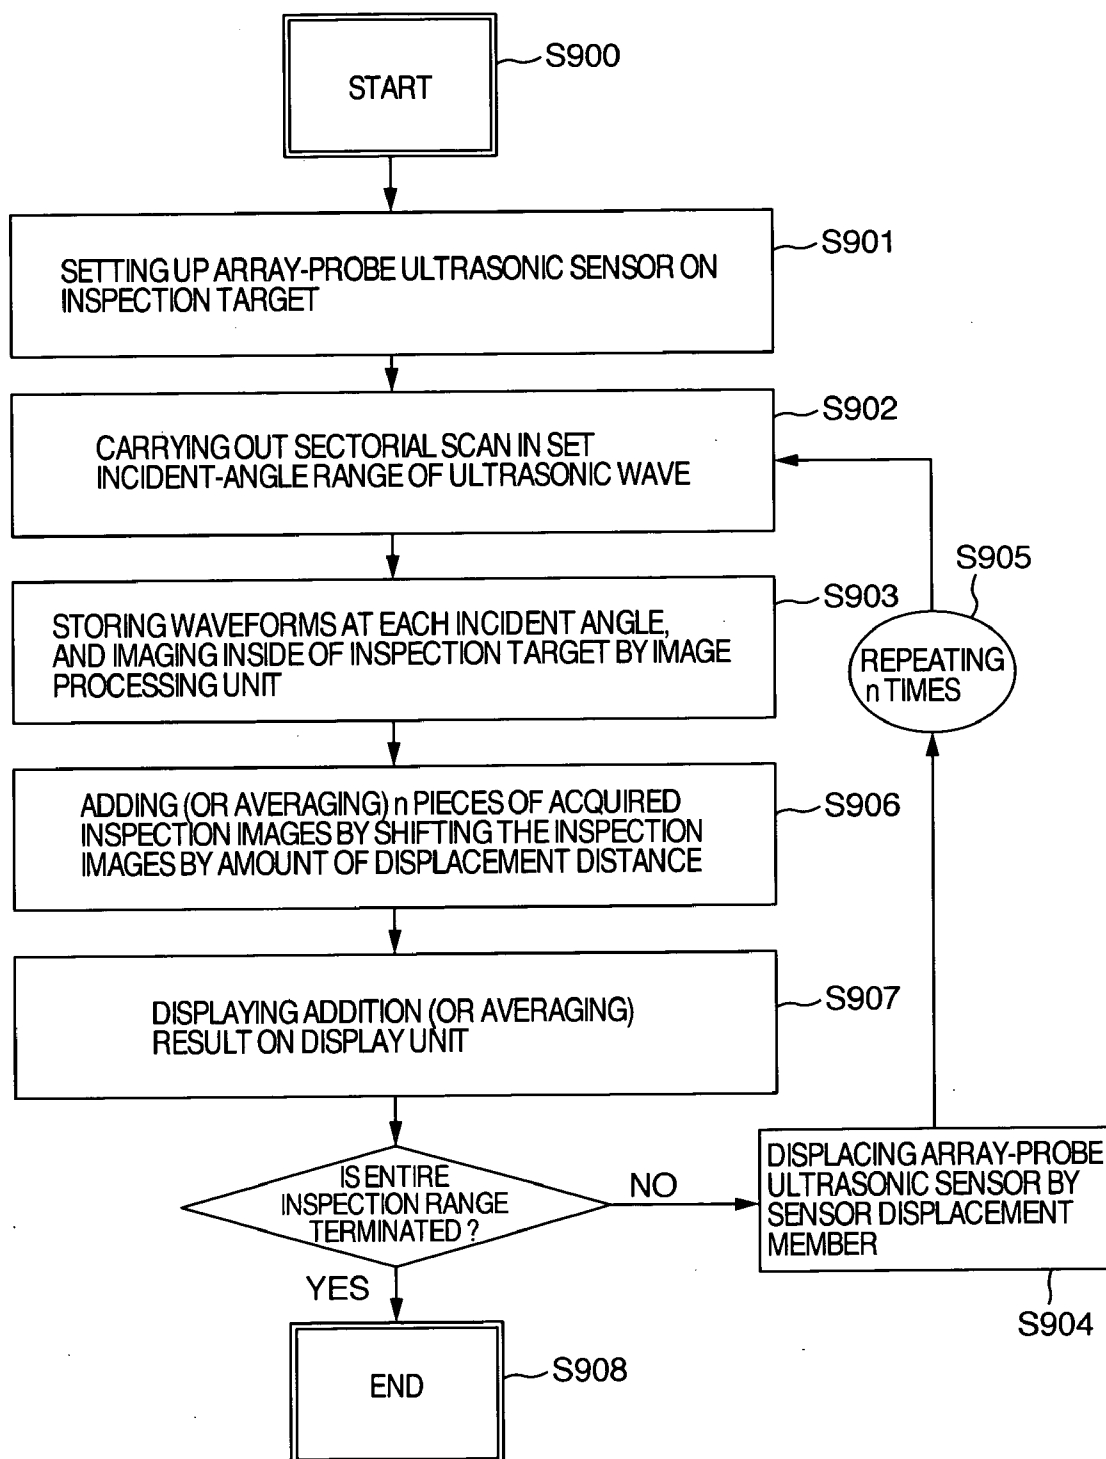 START
S900
SETTING UP ARRAY-PROBE ULTRASONIC SENSOR ON
INSPECTION TARGET
S901
CARRYING OUT SECTORIAL SCAN IN SET
INCIDENT-ANGLE RANGE OF ULTRASONIC WAVE
S902
STORING WAVEFORMS AT EACH INCIDENT ANGLE,
AND IMAGING INSIDE OF INSPECTION TARGET BY IMAGE
PROCESSING UNIT
S903
S905
REPEATING
n TIMES
ADDING (OR AVERAGING) n PIECES OF ACQUIRED
INSPECTION IMAGES BY SHIFTING THE INSPECTION
IMAGES BY AMOUNT OF DISPLACEMENT DISTANCE
S906
DISPLAYING ADDITION (OR AVERAGING)
RESULT ON DISPLAY UNIT
S907
IS ENTIRE
INSPECTION RANGE
TERMINATED ?
NO
YES
DISPLACING ARRAY-PROBE
ULTRASONIC SENSOR BY
SENSOR DISPLACEMENT
MEMBER
S904
END
S908